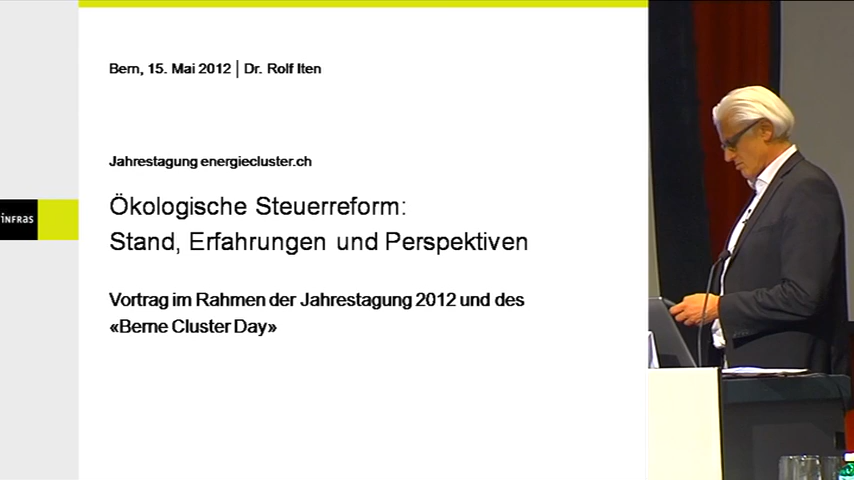 Bern, 15. Mai 2012 | Dr. Rolf Iten
Jahrestagung energiecluster.ch
Ökologische Steuerreform:
Stand, Erfahrungen und Perspektiven
INFRAS
Vortrag im Rahmen der Jahrestagung 2012 und des
«Berne Cluster Day»